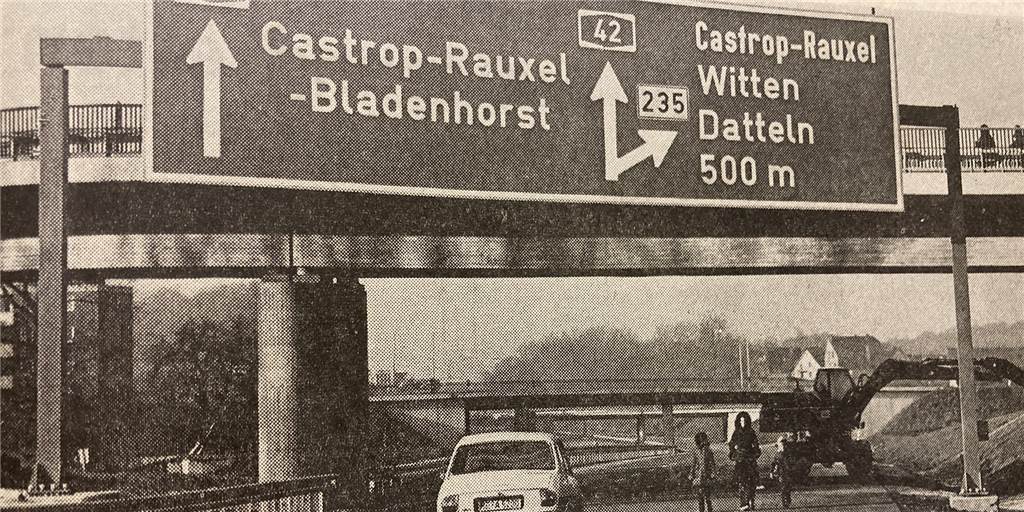 Castrop-Rauxel
-Bladenhorst
42
235
Castrop-Rauxel
Witten
Datteln
500 m